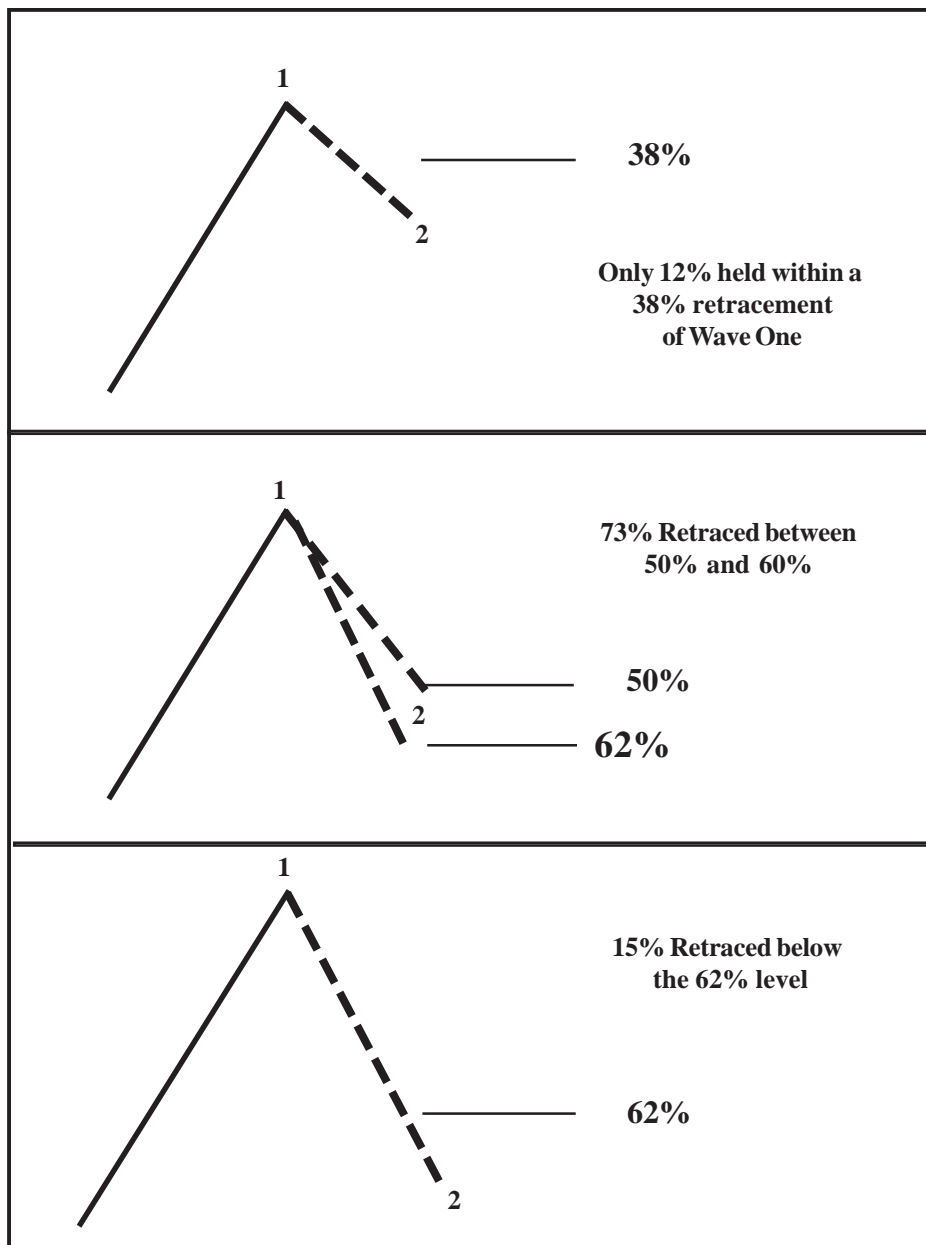 1
38%
2
Only 12% held within a
38% retracement
of Wave One
1
73% Retraced between
50% and 60%
50%
2
62%
1
15% Retraced below
the 62% level
62%
2